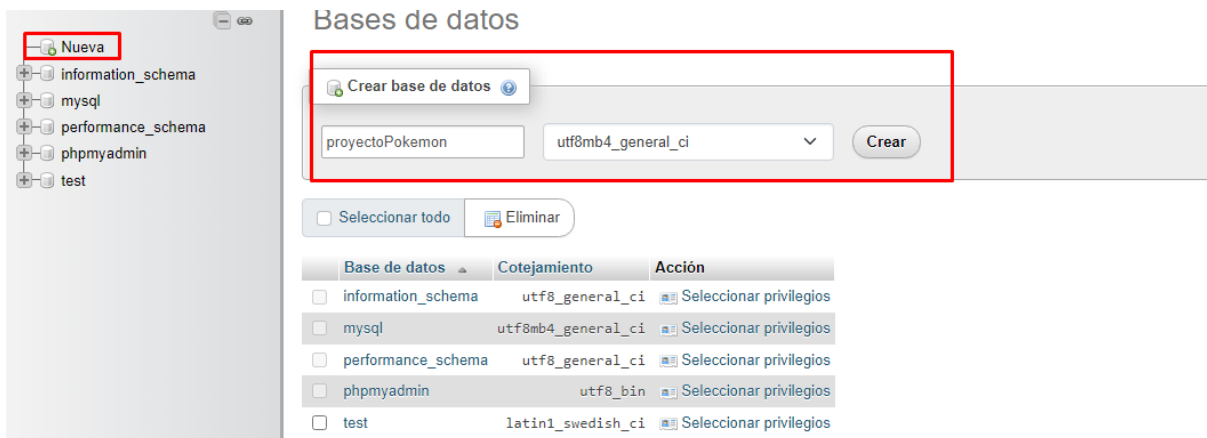 Nueva
information_schema
mysql
performance_schema
phpmyadmin
test
Bases de datos
Crear base de datos
proyectoPokemon utf8mb4_general_ci Crear
Seleccionar todo Eliminar
Base de datos Cotejamiento Acción
information_schema utf8_general_ci Seleccionar privilegios
mysql utf8mb4_general_ci Seleccionar privilegios
performance_schema utf8_general_ci Seleccionar privilegios
phpmyadmin utf8_bin Seleccionar privilegios
test latin1_swedish_ci Seleccionar privilegios